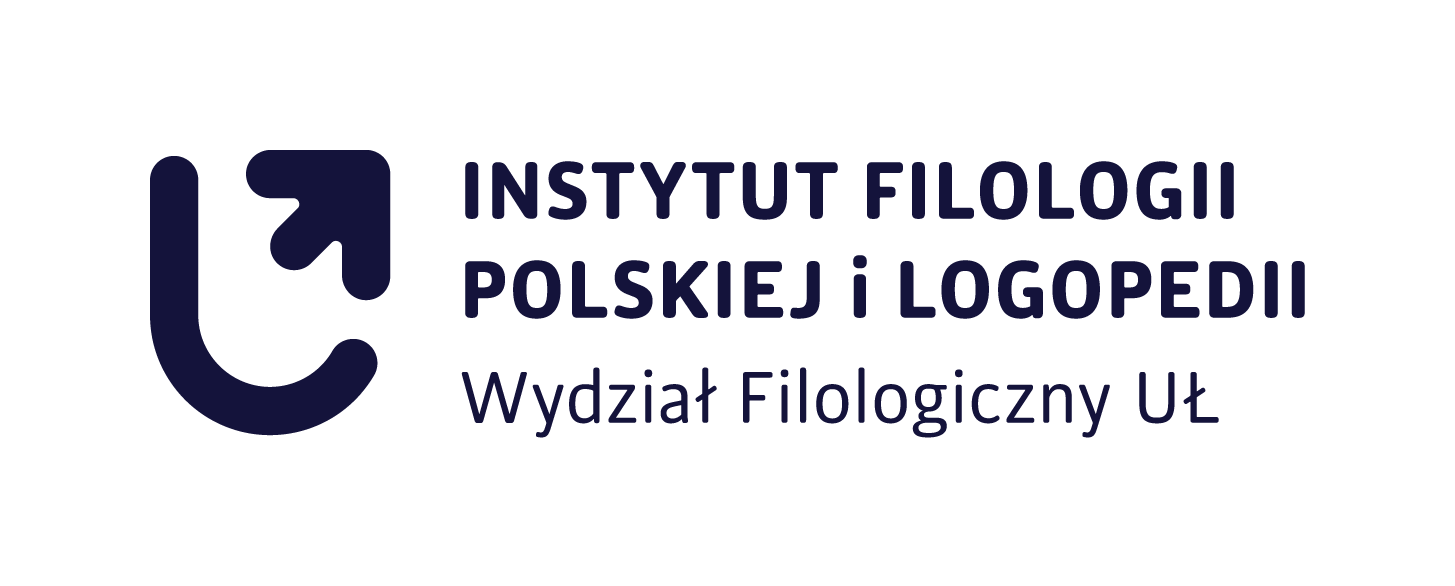 INSTYTUT FILOLOGII
POLSKIEJ i LOGOPEDII
Wydział Filologiczny UŁ